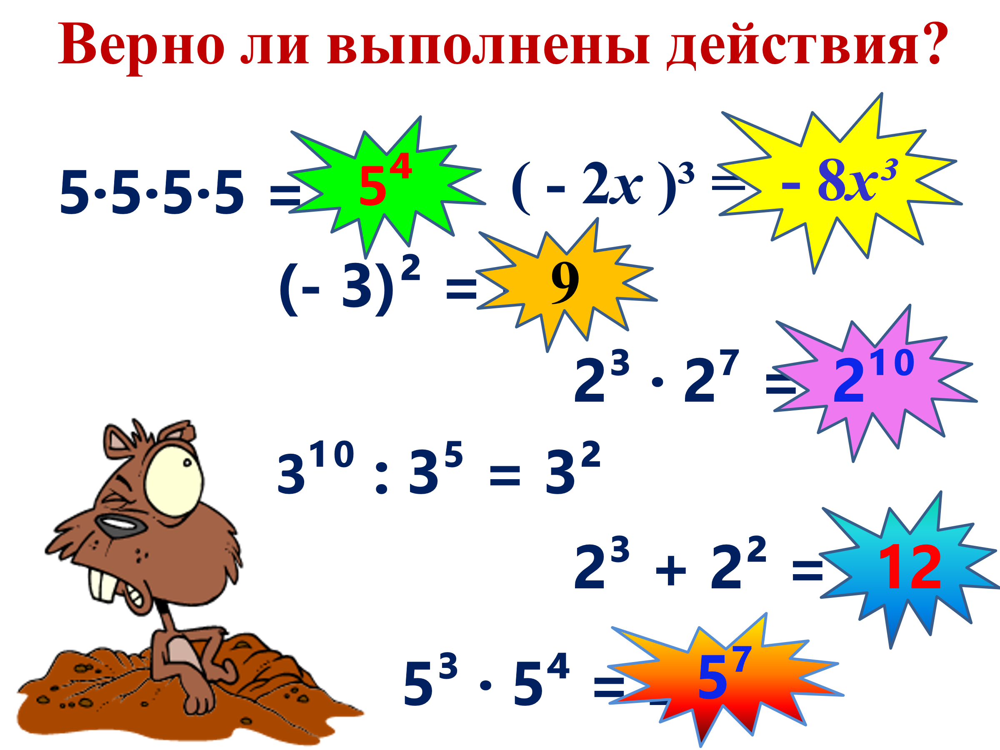 Верно ли выполнены действия?
5·5·5·5 = 5⁴
( - 2x )³ = - 8x³
(- 3)² = 9
2³ · 2⁷ = 2¹⁰
3¹⁰ : 3⁵ = 3²
2³ + 2² = 12
5³ · 5⁴ = 5⁷